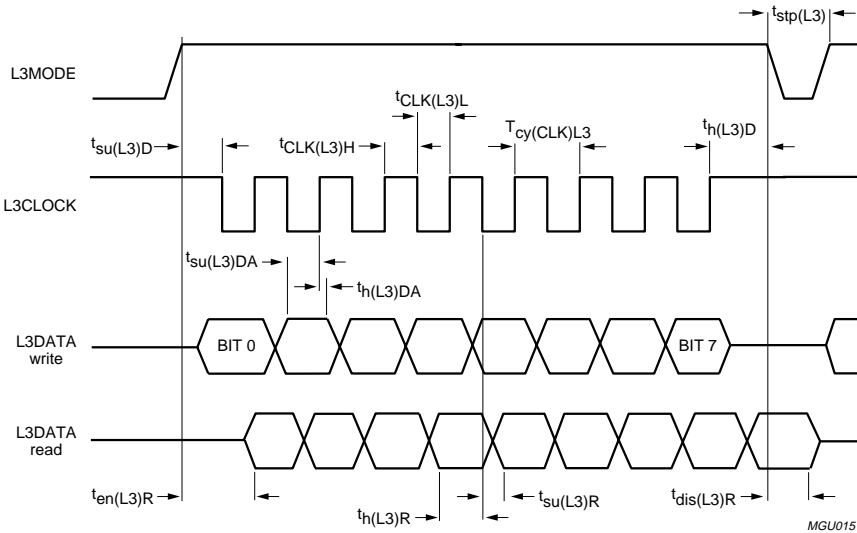 tstp(L3)
L3MODE
tCLK(L3)L
tsu(L3)D
tCLK(L3)H
Tcy(CLK)L3
th(L3)D
L3CLOCK
tsu(L3)DA
th(L3)DA
L3DATA
write
BIT 0
BIT 7
L3DATA
read
ten(L3)R
th(L3)R
tsu(L3)R
tdis(L3)R
MGU015